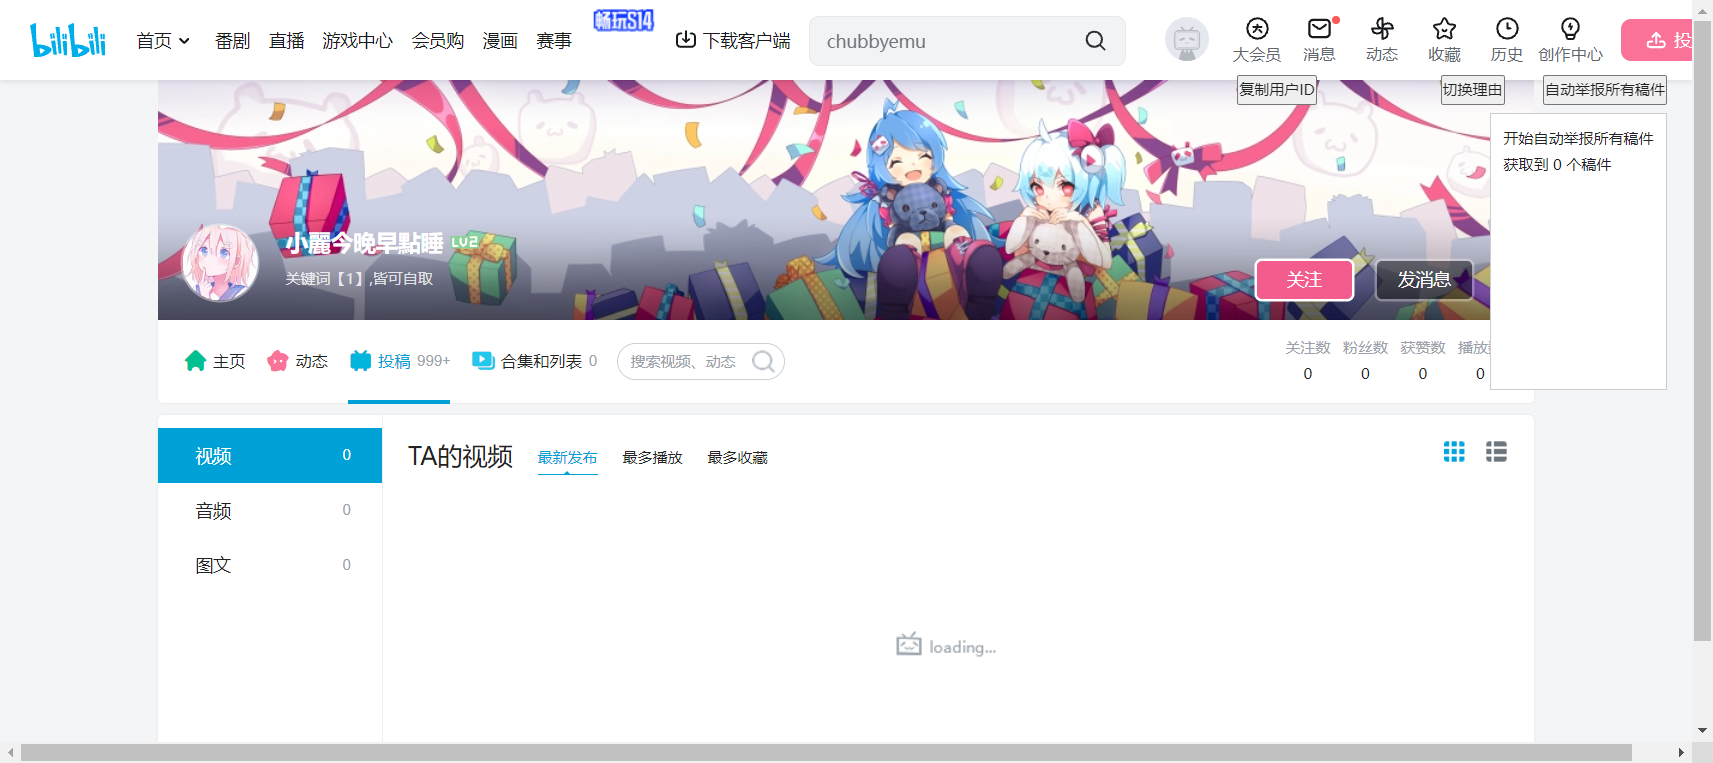 bilibili 首页 番剧 直播 游戏中心 会员购 漫画 赛事 畅玩S14 下载客户端 chubbyemu 大会员 消息 动态 收藏 历史 创作中心 投
复制用户ID 切换理由 自动举报所有稿件
开始自动举报所有稿件
获取到 0 个稿件
小麗今晚早點睡 LV2
关键词【1】,皆可自取
关注 发消息
主页 动态 投稿 999+ 合集和列表 0 搜索视频、动态
关注数 粉丝数 获赞数 播放
0 0 0 0
视频 0
音频 0
图文 0
TA的视频 最新发布 最多播放 最多收藏
loading...